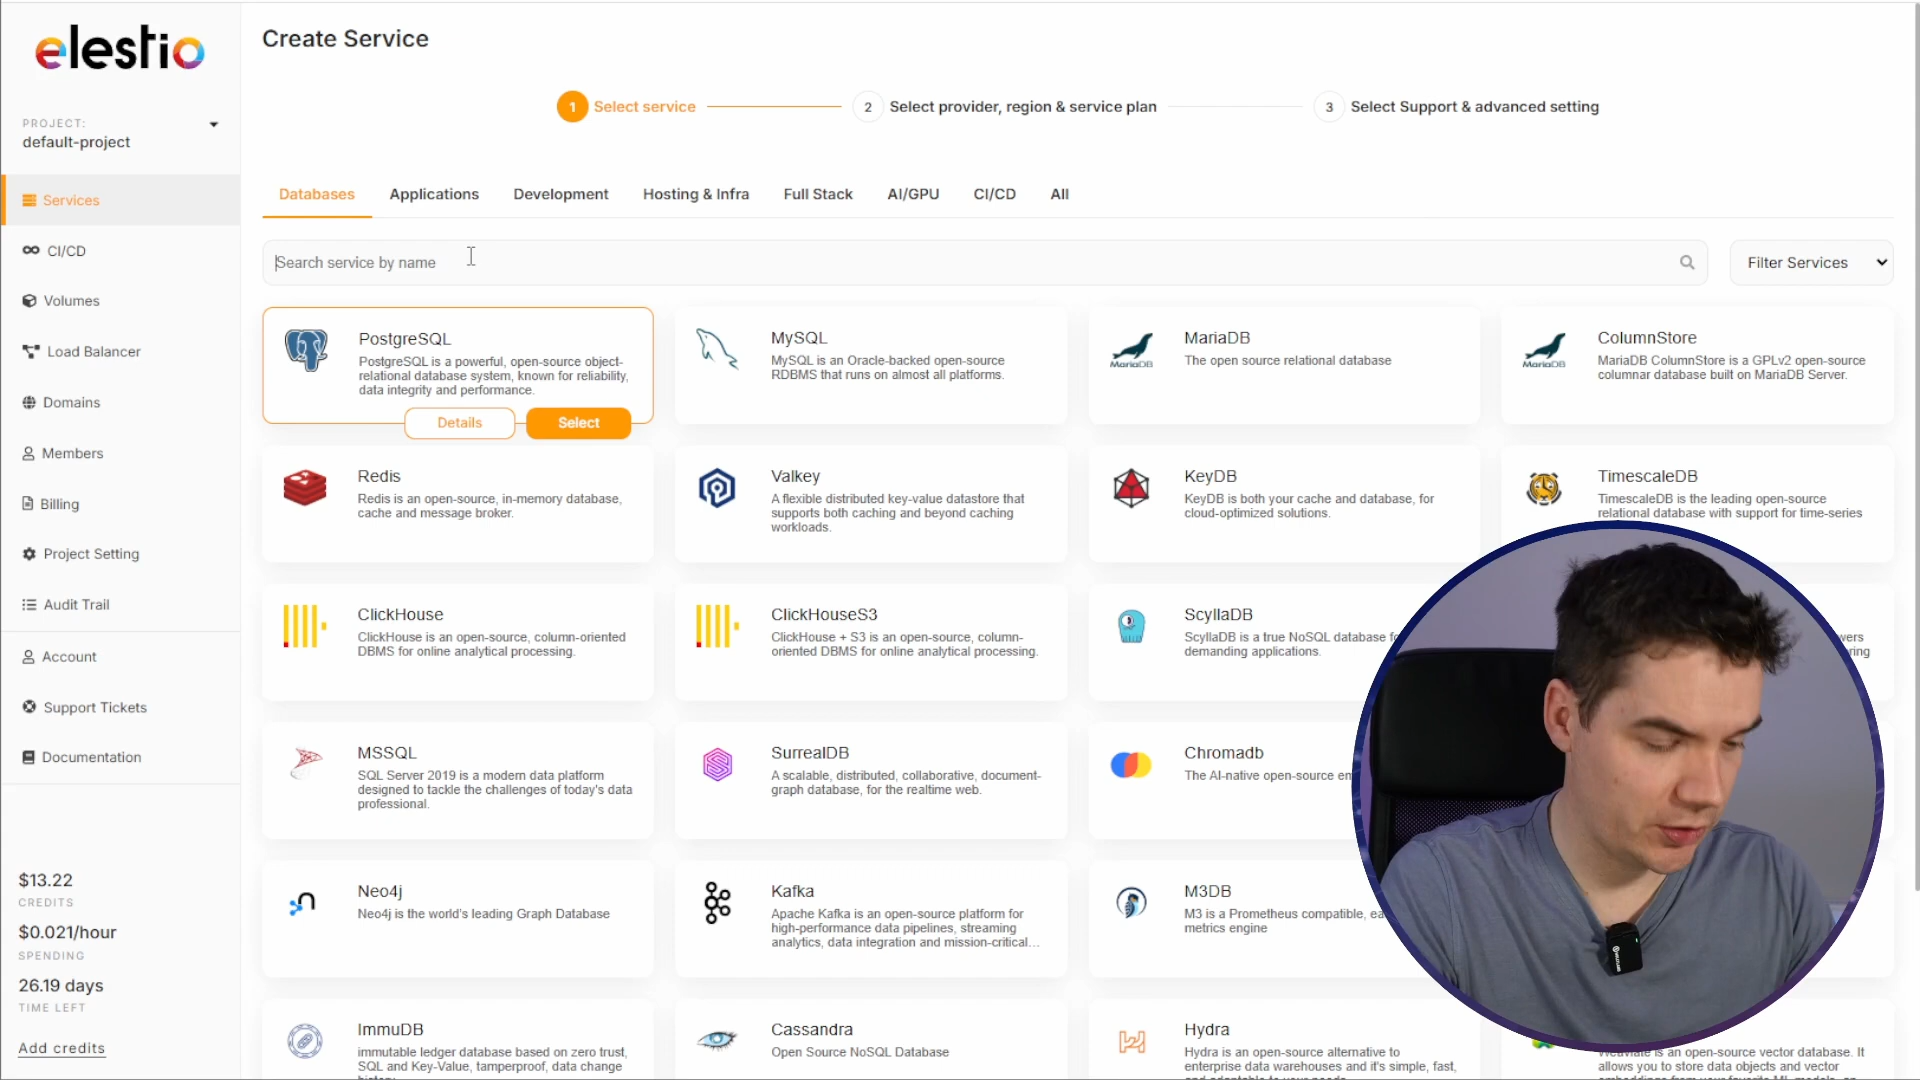 elestio
PROJECT:
default-project
Services
CI/CD
Volumes
Load Balancer
Domains
Members
Billing
Project Setting
Audit Trail
Account
Support Tickets
Documentation
$13.22
CREDITS
$0.021/hour
SPENDING
26.19 days
TIME LEFT
Add credits
Create Service
1 Select service
2 Select provider, region & service plan
3 Select Support & advanced setting
Databases Applications Development Hosting & Infra Full Stack AI/GPU CI/CD All
Search service by name
Filter Services
PostgreSQL
PostgreSQL is a powerful, open-source object-
relational database system, known for reliability,
data integrity and performance.
Details Select
MySQL
MySQL is an Oracle-backed open-source
RDBMS that runs on almost all platforms.
MariaDB
MariaDB
The open source relational database
MariaDB
ColumnStore
MariaDB ColumnStore is a GPLv2 open-source
columnar database built on MariaDB Server.
Redis
Redis is an open-source, in-memory database,
cache and message broker.
Valkey
A flexible distributed key-value datastore that
supports both caching and beyond caching
workloads.
KeyDB
KeyDB is both your cache and database, for
cloud-optimized solutions.
TimescaleDB
TimescaleDB is the leading open-source
relational database with support for time-series
ClickHouse
ClickHouse is an open-source, column-oriented
DBMS for online analytical processing.
ClickHouseS3
ClickHouse + S3 is an open-source, column-
oriented DBMS for online analytical processing.
ScyllaDB
ScyllaDB is a true NoSQL database
demanding applications.
MSSQL
SQL Server 2019 is a modern data platform
designed to tackle the challenges of today's data
professional.
SurrealDB
A scalable, distributed, collaborative, document-
graph database, for the realtime web.
Chromadb
The AI-native open-source
Neo4j
Neo4j is the world's leading Graph Database
Kafka
Apache Kafka is an open-source platform for
high-performance data pipelines, streaming
analytics, data integration and mission-critical...
M3DB
M3 is a Prometheus compatible,
metrics engine
ImmuDB
immutable ledger database based on zero trust,
SQL and Key-Value, tamperproof, data change
Cassandra
Open Source NoSQL Database
Hydra
Hydra is an open-source alternative to
enterprise data warehouses and it's simple, fast,
Weaviate is an open-source vector database. It
allows you to store data objects and vector